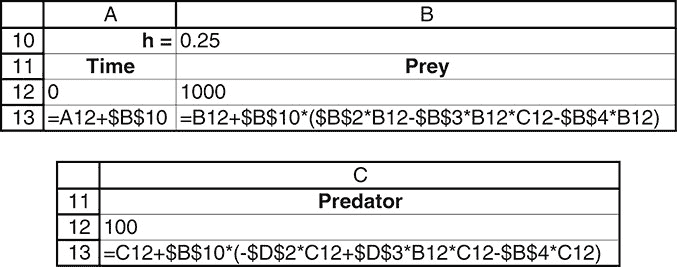 A B
10 h = 0.25
11 Time Prey
12 0 1000
13 =A12+$B$10 =B12+$B$10*($B$2*B12-$B$3*B12*C12-$B$4*B12)
C
11 Predator
12 100
13 =C12+$B$10*(-$D$2*C12+$D$3*B12*C12-$B$4*C12)